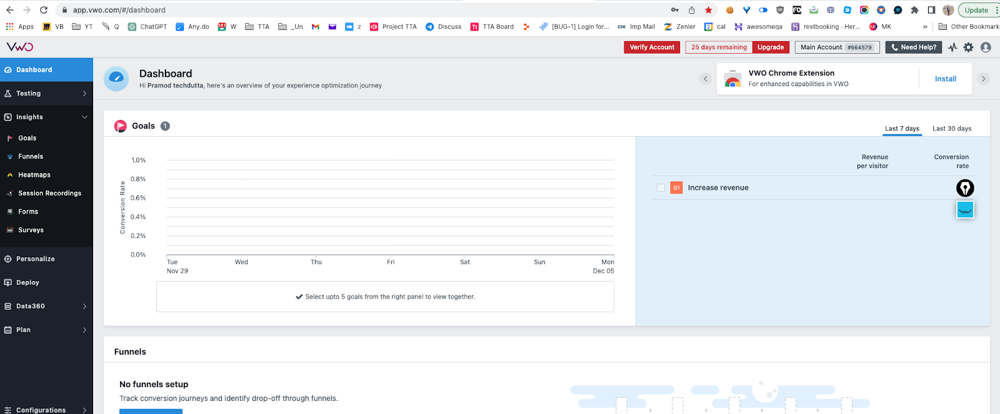 app.vwo.com/#/dashboard
Update
Apps VB YT RQ ChatGPT Any.do 161 W TTA _Un z Project TTA Discuss Tt TTA Board [BUG-1] Login for... Imp Mail Zenler 2 cal awesomeqa restbooking - Her... MK MK » Other Bookmark
VWO
Verify Account 25 days remaining Upgrade Main Account #664579 Need Help?
Dashboard
Testing
Insights
Goals
Funnels
Heatmaps
Session Recordings
Forms
Surveys
Personalize
Deploy
Data360
Plan
Configurations
Dashboard
Hi Pramod techdutta, here's an overview of your experience optimization journey
VWO Chrome Extension
For enhanced capabilities in VWO
Install
Goals 1
Last 7 days Last 30 days
Conversion Rate
1.0%
0.8%
0.6%
0.4%
0.2%
0.0%
Tue Wed Thu Fri Sat Sun Mon
Nov 29 Dec 05
Select upto 5 goals from the right panel to view together.
Revenue
per visitor
Conversion
rate
G1 Increase revenue
Funnels
No funnels setup
Track conversion journeys and identify drop-off through funnels.